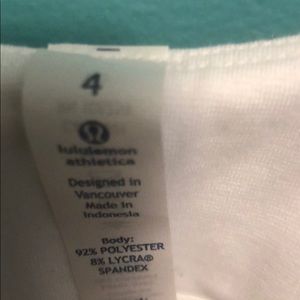 4
lululemon
athletica
Designed in
Vancouver
Made In
Indonesia
Body:
92% POLYESTER
8% LYCRA®
SPANDEX